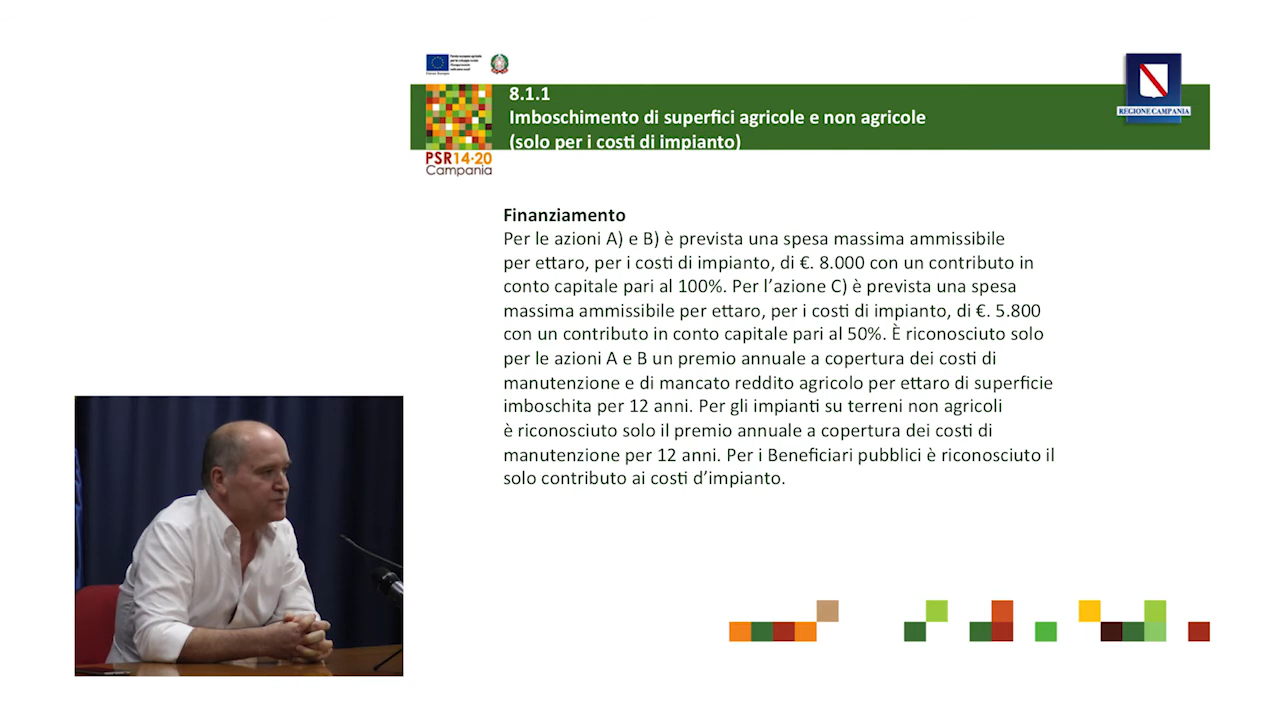 8.1.1
Imboschimento di superfici agricole e non agricole
(solo per i costi di impianto)
REGIONE CAMPANIA
PSR14·20
Campania
Finanziamento
Per le azioni A) e B) è prevista una spesa massima ammissibile
per ettaro, per i costi di impianto, di €. 8.000 con un contributo in
conto capitale pari al 100%. Per l’azione C) è prevista una spesa
massima ammissibile per ettaro, per i costi di impianto, di €. 5.800
con un contributo in conto capitale pari al 50%. È riconosciuto solo
per le azioni A e B un premio annuale a copertura dei costi di
manutenzione e di mancato reddito agricolo per ettaro di superficie
imboschita per 12 anni. Per gli impianti su terreni non agricoli
è riconosciuto solo il premio annuale a copertura dei costi di
manutenzione per 12 anni. Per i Beneficiari pubblici è riconosciuto il
solo contributo ai costi d’impianto.